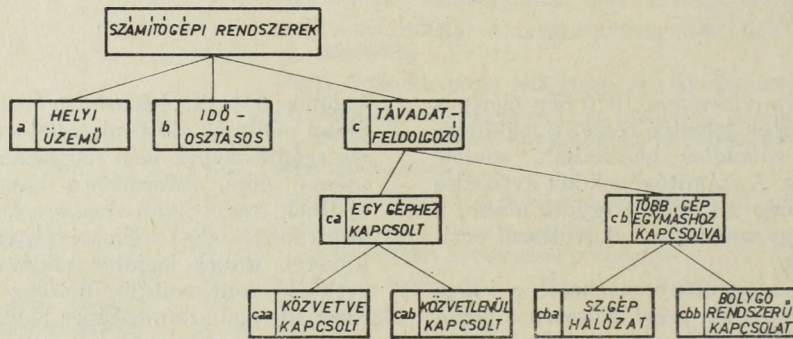 SZÁMÍTÓGÉPI RENDSZEREK
a HELYI ÜZEMŰ
b IDŐ- OSZTÁSOS
c TÁVADAT- FELDOLGOZÓ
ca EGY GÉPHEZ KAPCSOLT
cb TÖBB GÉP EGYMÁSHOZ KAPCSOLVA
caa KÖZVETVE KAPCSOLT
cab KÖZVETLENÜL KAPCSOLT
cba SZ.GÉP HÁLÓZAT
cbb BOLYGÓ RENDSZERŰ KAPCSOLAT